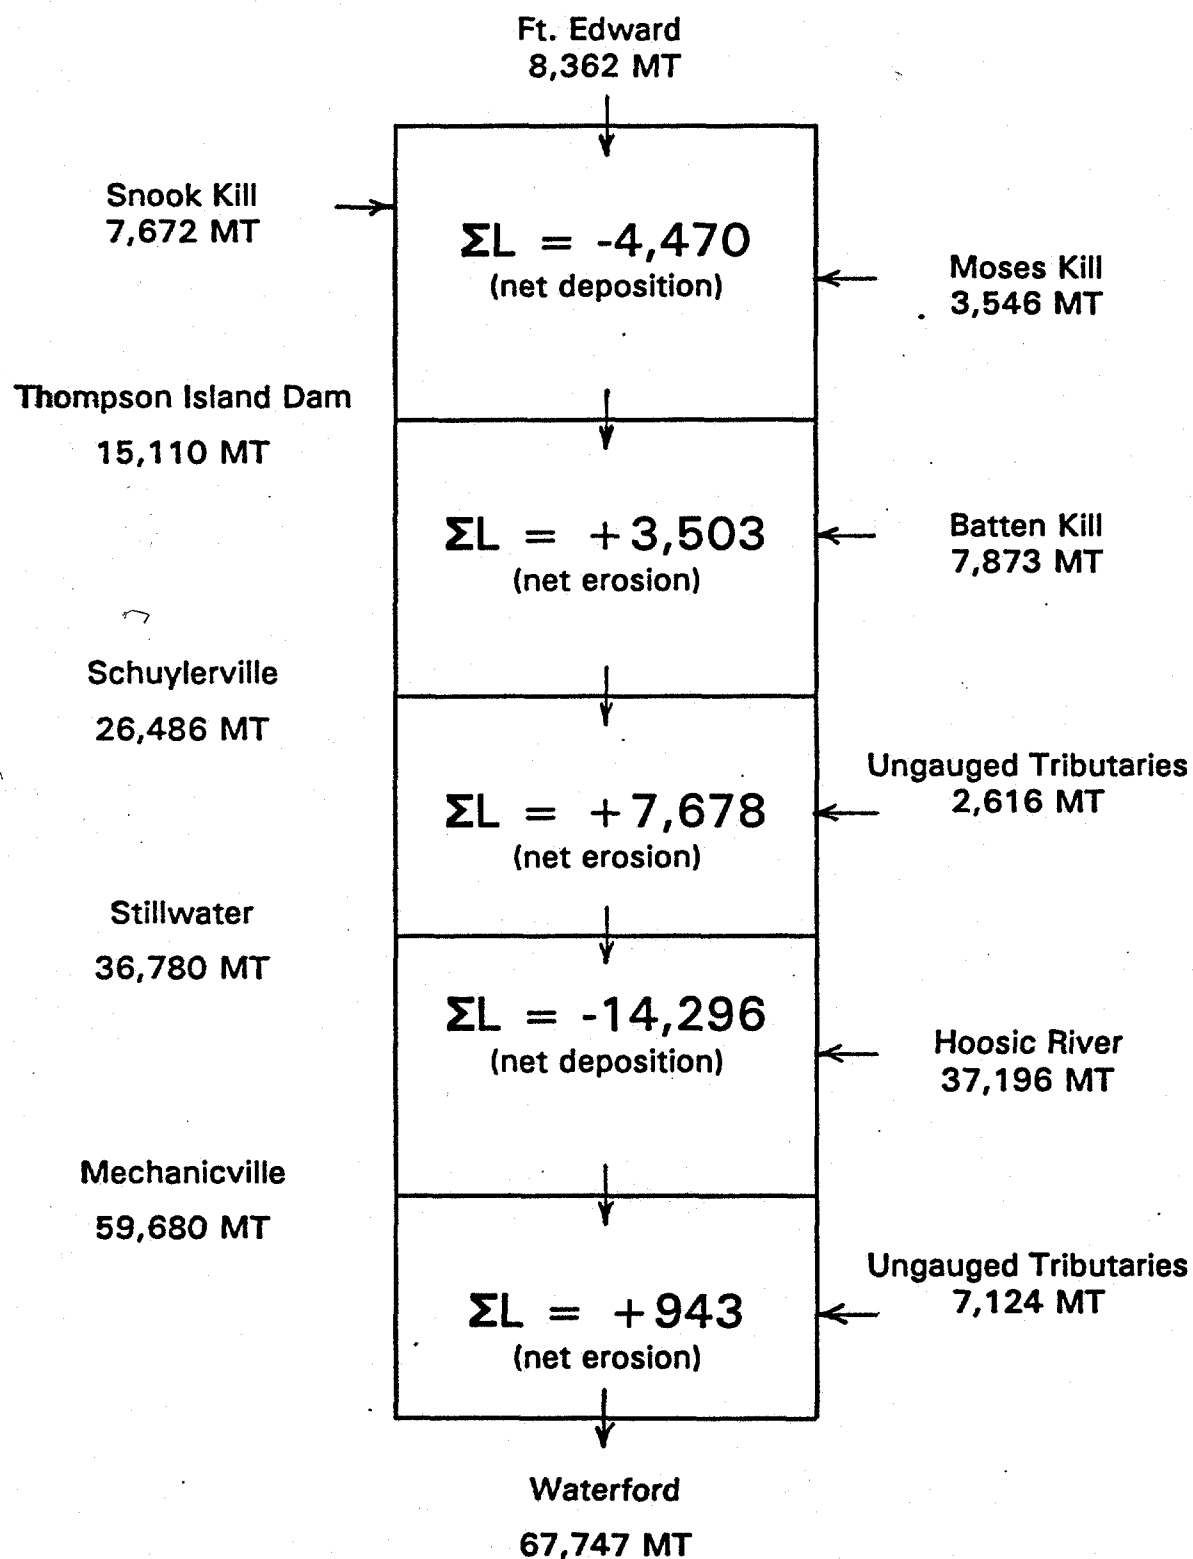 Ft. Edward
8,362 MT
Snook Kill
7,672 MT
ΣL = -4,470
(net deposition)
Moses Kill
3,546 MT
Thompson Island Dam
15,110 MT
ΣL = +3,503
(net erosion)
Batten Kill
7,873 MT
Schuylerville
26,486 MT
ΣL = +7,678
(net erosion)
Ungauged Tributaries
2,616 MT
Stillwater
36,780 MT
ΣL = -14,296
(net deposition)
Hoosic River
37,196 MT
Mechanicville
59,680 MT
ΣL = +943
(net erosion)
Ungauged Tributaries
7,124 MT
Waterford
67,747 MT